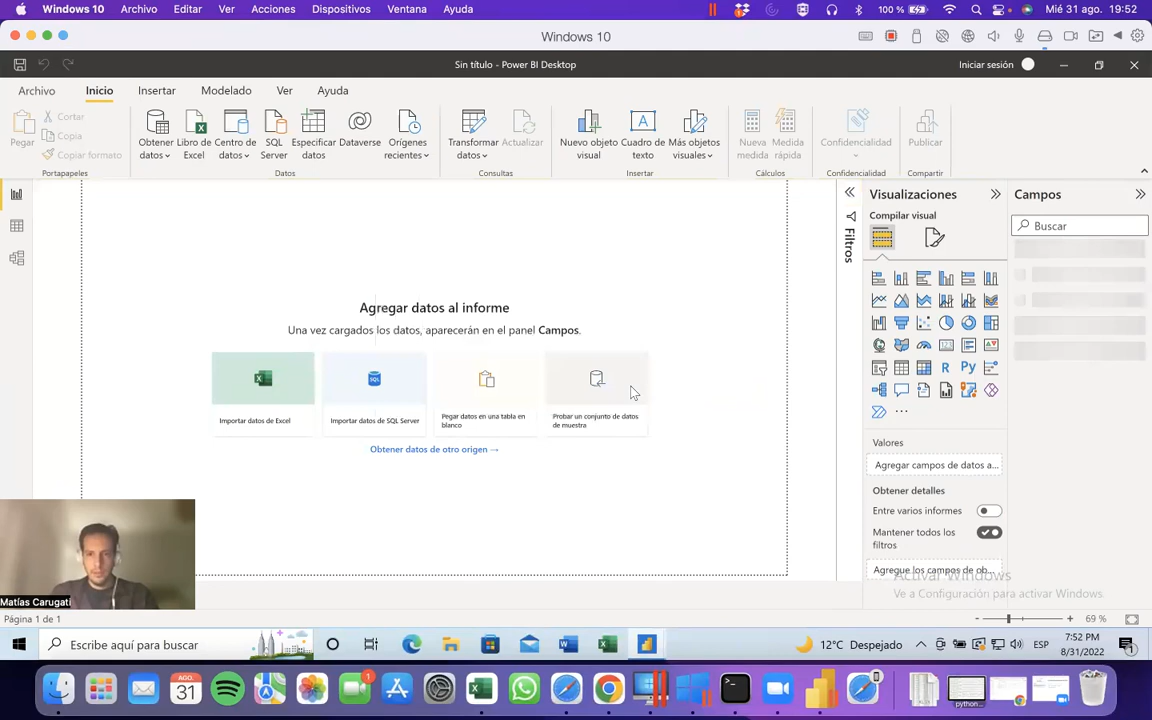 Windows 10 Archivo Editar Ver Acciones Dispositivos Ventana Ayuda 100 % Mié 31 ago. 19:52
Windows 10
Sin título - Power BI Desktop Iniciar sesión
Archivo Inicio Insertar Modelado Ver Ayuda
Pegar
Cortar
Copia
Copiar formato
Portapapeles
Obtener datos
Libro de Excel
Centro de datos
SQL Server
Especificar datos
Dataverse
Orígenes recientes
Datos
Transformar datos
Actualizar
Consultas
Nuevo objeto visual
Cuadro de texto
Más objetos visuales
Insertar
Nueva medida
Medida rápida
Cálculos
Confidencialidad
Confidencialidad
Publicar
Compartir
Agregar datos al informe
Una vez cargados los datos, aparecerán en el panel Campos.
SQL
Importar datos de Excel
Importar datos de SQL Server
Pegar datos en una tabla en
blanco
Probar un conjunto de datos
de muestra
Obtener datos de otro origen →
Filtros
Visualizaciones
Compilar visual
123
R
Py
Valores
Agregar campos de datos a...
Obtener detalles
Entre varios informes
Mantener todos los
filtros
Agregue los campos de ob...
Campos
Buscar
Activar Windows
Ve a Configuración para activar Windows.
Matías Carugati
Página 1 de 1
- + 69 %
Escribe aquí para buscar
12°C Despejado ESP
7:52 PM
8/31/2022
1
AGO.
31
1
python...